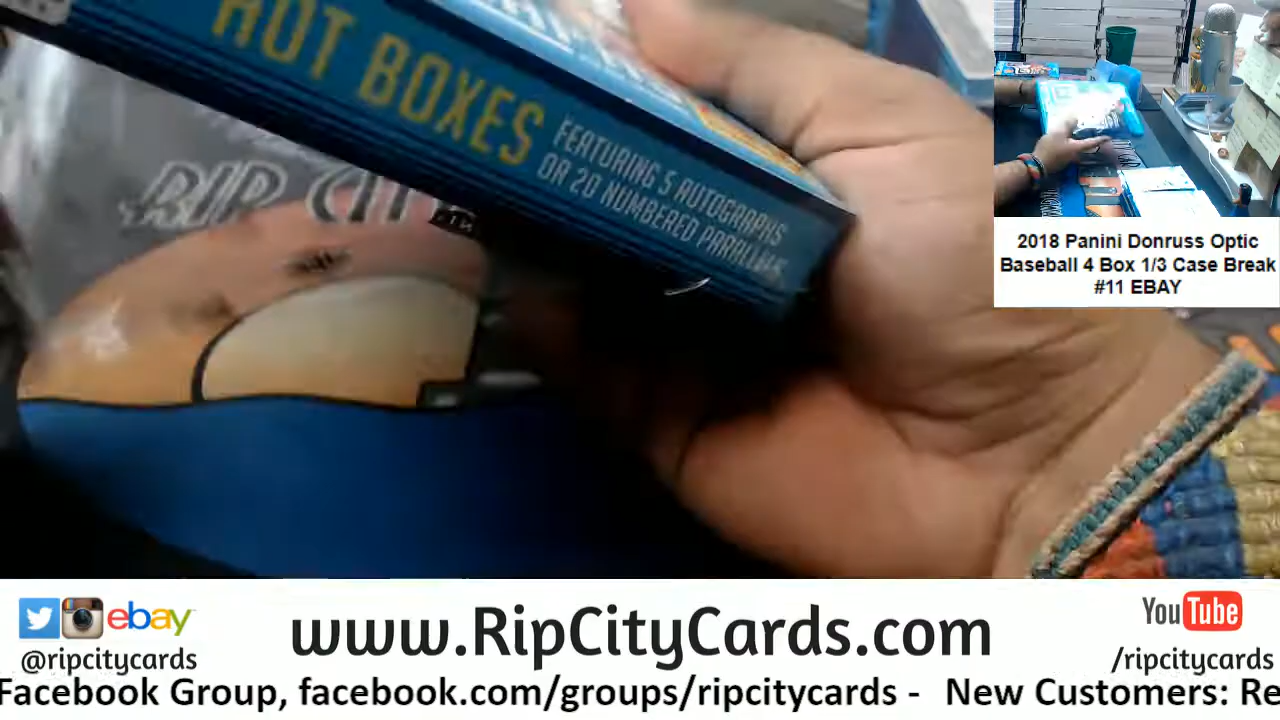 HOT BOXES
FEATURING 5 AUTOGRAPHS
OR 20 NUMBERED PARALLELS
RIP CITY
2018 Panini Donruss Optic
Baseball 4 Box 1/3 Case Break
#11 EBAY
ebay
@ripcitycards
www.RipCityCards.com
YouTube
/ripcitycards
Facebook Group, facebook.com/groups/ripcitycards - New Customers: Re